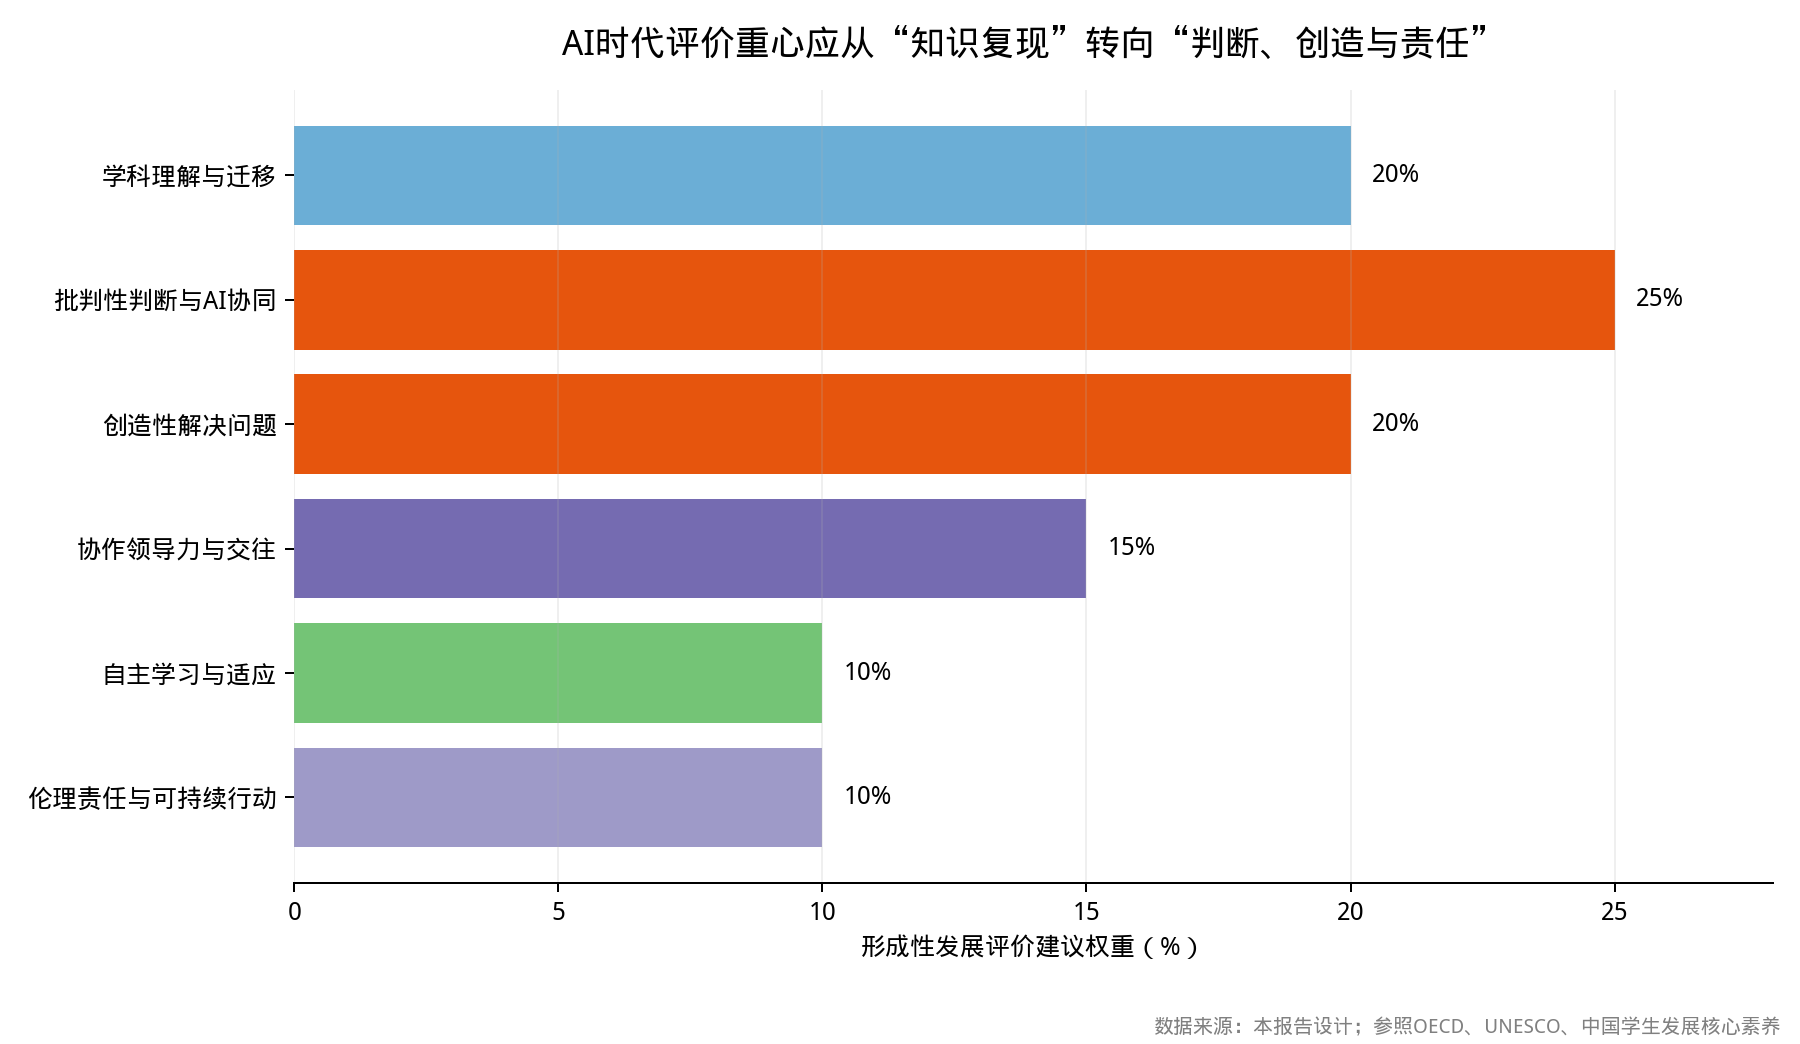 AI时代评价重心应从“知识复现”转向“判断、创造与责任”
学科理解与迁移
20%
批判性判断与AI协同
25%
创造性解决问题
20%
协作领导力与交往
15%
自主学习与适应
10%
伦理责任与可持续行动
10%
0 5 10 15 20 25
形成性发展评价建议权重（%）
数据来源：本报告设计；参照OECD、UNESCO、中国学生发展核心素养